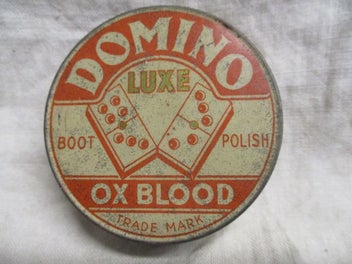 DOMINO
LUXE
BOOT POLISH
OX BLOOD
TRADE MARK